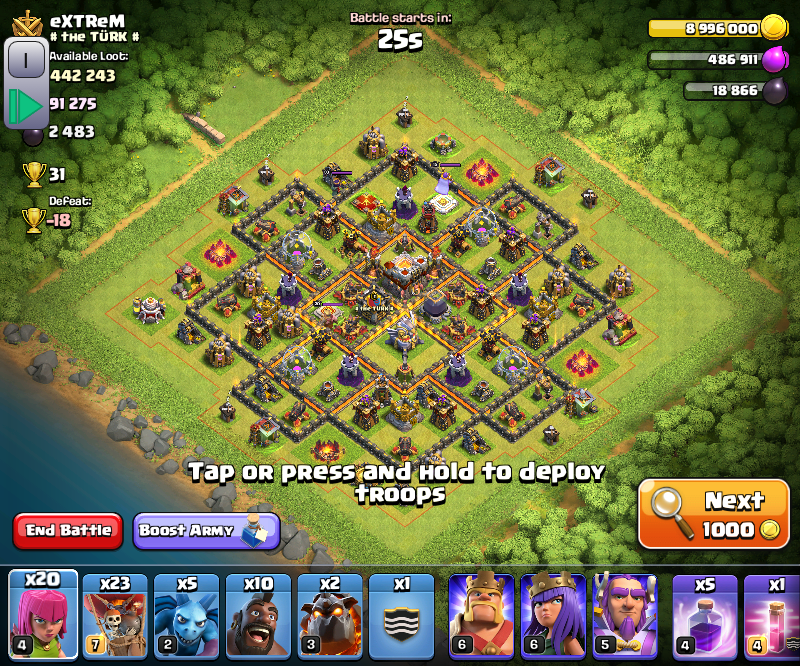 eXTReM
# the TÜRK #
Available Loot:
442 243
91 275
2 483
31
Defeat:
-18
Battle starts in:
25s
8 996 000
486 911
18 866
# the TÜRK #
Tap or press and hold to deploy
troops
End Battle
Boost Army
Next
1000
x20
x23
x5
x10
x2
x1
x5
x1
4
7
2
3
6
6
5
4
4